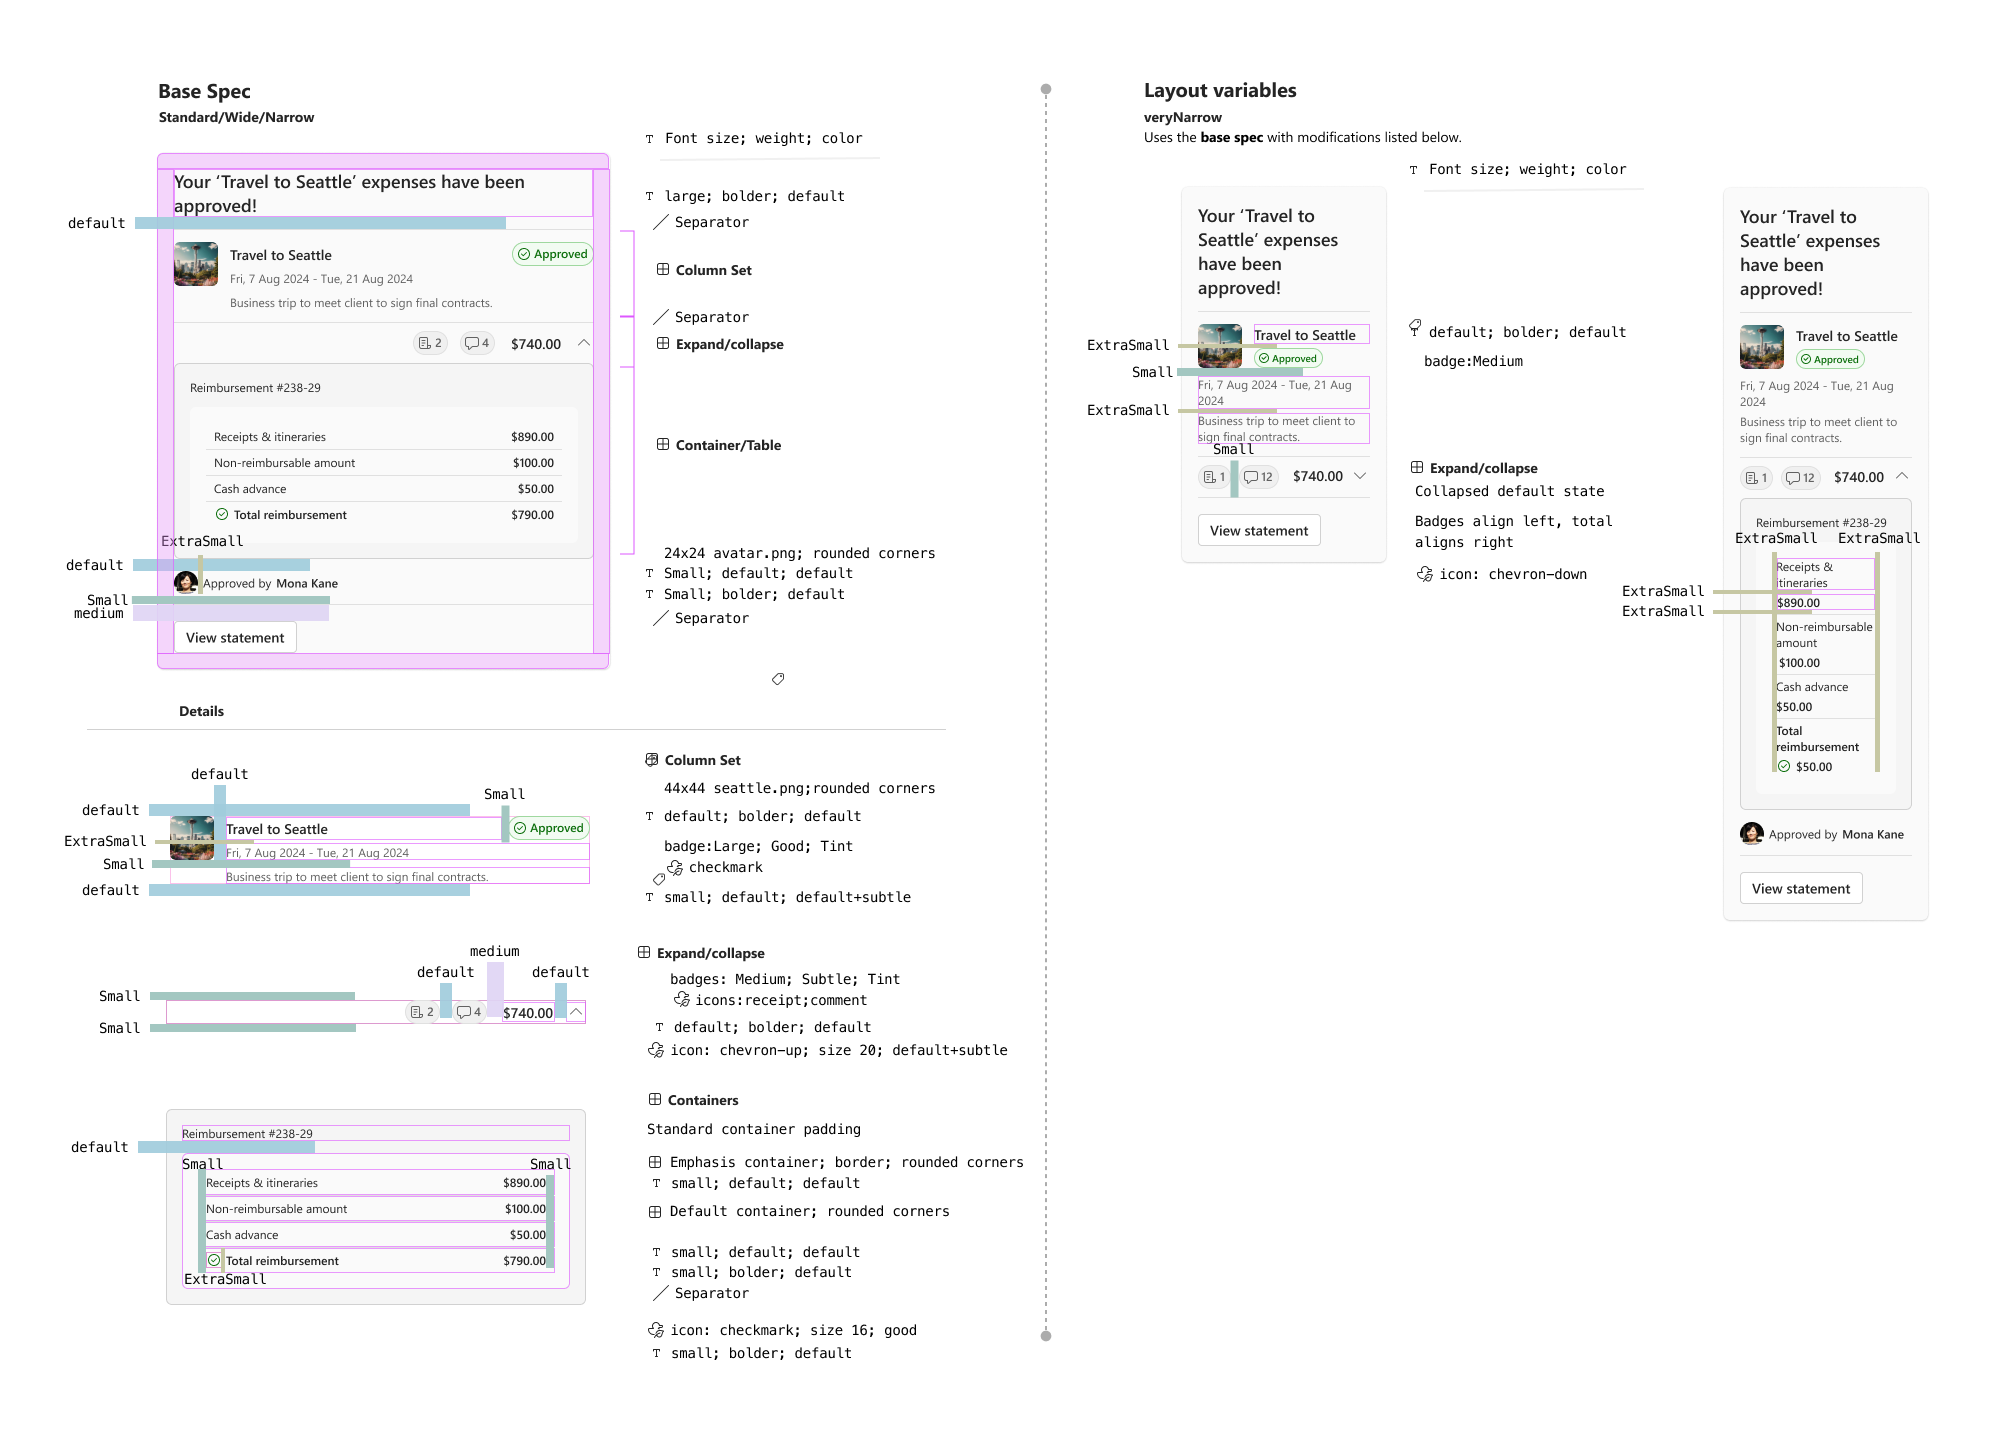 Base Spec
Standard/Wide/Narrow
T Font size; weight; color
Your ‘Travel to Seattle’ expenses have been
approved!
default
T large; bolder; default
Separator
Travel to Seattle
Approved
Fri, 7 Aug 2024 - Tue, 21 Aug 2024
Business trip to meet client to sign final contracts.
Column Set
Separator
2
4
$740.00
Expand/collapse
Reimbursement #238-29
Receipts & itineraries $890.00
Non-reimbursable amount $100.00
Cash advance $50.00
Total reimbursement $790.00
Container/Table
ExtraSmall
default
Approved by Mona Kane
Small
medium
View statement
24x24 avatar.png; rounded corners
T Small; default; default
T Small; bolder; default
Separator
Details
default
Small
default
Travel to Seattle
Approved
ExtraSmall
Fri, 7 Aug 2024 - Tue, 21 Aug 2024
Small
Business trip to meet client to sign final contracts.
default
Column Set
44x44 seattle.png;rounded corners
T default; bolder; default
badge:Large; Good; Tint
checkmark
T small; default; default+subtle
medium
default
default
Small
2
4
$740.00
Small
Expand/collapse
badges: Medium; Subtle; Tint
icons:receipt;comment
T default; bolder; default
icon: chevron-up; size 20; default+subtle
Reimbursement #238-29
default
Small
Small
Receipts & itineraries $890.00
Non-reimbursable amount $100.00
Cash advance $50.00
Total reimbursement $790.00
ExtraSmall
Containers
Standard container padding
Emphasis container; border; rounded corners
T small; default; default
Default container; rounded corners
T small; default; default
T small; bolder; default
Separator
icon: checkmark; size 16; good
T small; bolder; default
Layout variables
veryNarrow
Uses the base spec with modifications listed below.
T Font size; weight; color
Your ‘Travel to
Seattle’ expenses
have been
approved!
ExtraSmall
Travel to Seattle
Approved
Small
Fri, 7 Aug 2024 - Tue, 21 Aug
2024
ExtraSmall
Business trip to meet client to
sign final contracts.
Small
1
12
$740.00
View statement
T default; bolder; default
badge:Medium
Expand/collapse
Collapsed default state
Badges align left, total
aligns right
icon: chevron-down
Your ‘Travel to
Seattle’ expenses
have been
approved!
Travel to Seattle
Approved
Fri, 7 Aug 2024 - Tue, 21 Aug
2024
Business trip to meet client to
sign final contracts.
1
12
$740.00
Reimbursement #238-29
ExtraSmall
ExtraSmall
Receipts &
itineraries
ExtraSmall
$890.00
ExtraSmall
Non-reimbursable
amount
$100.00
Cash advance
$50.00
Total
reimbursement
$50.00
Approved by Mona Kane
View statement